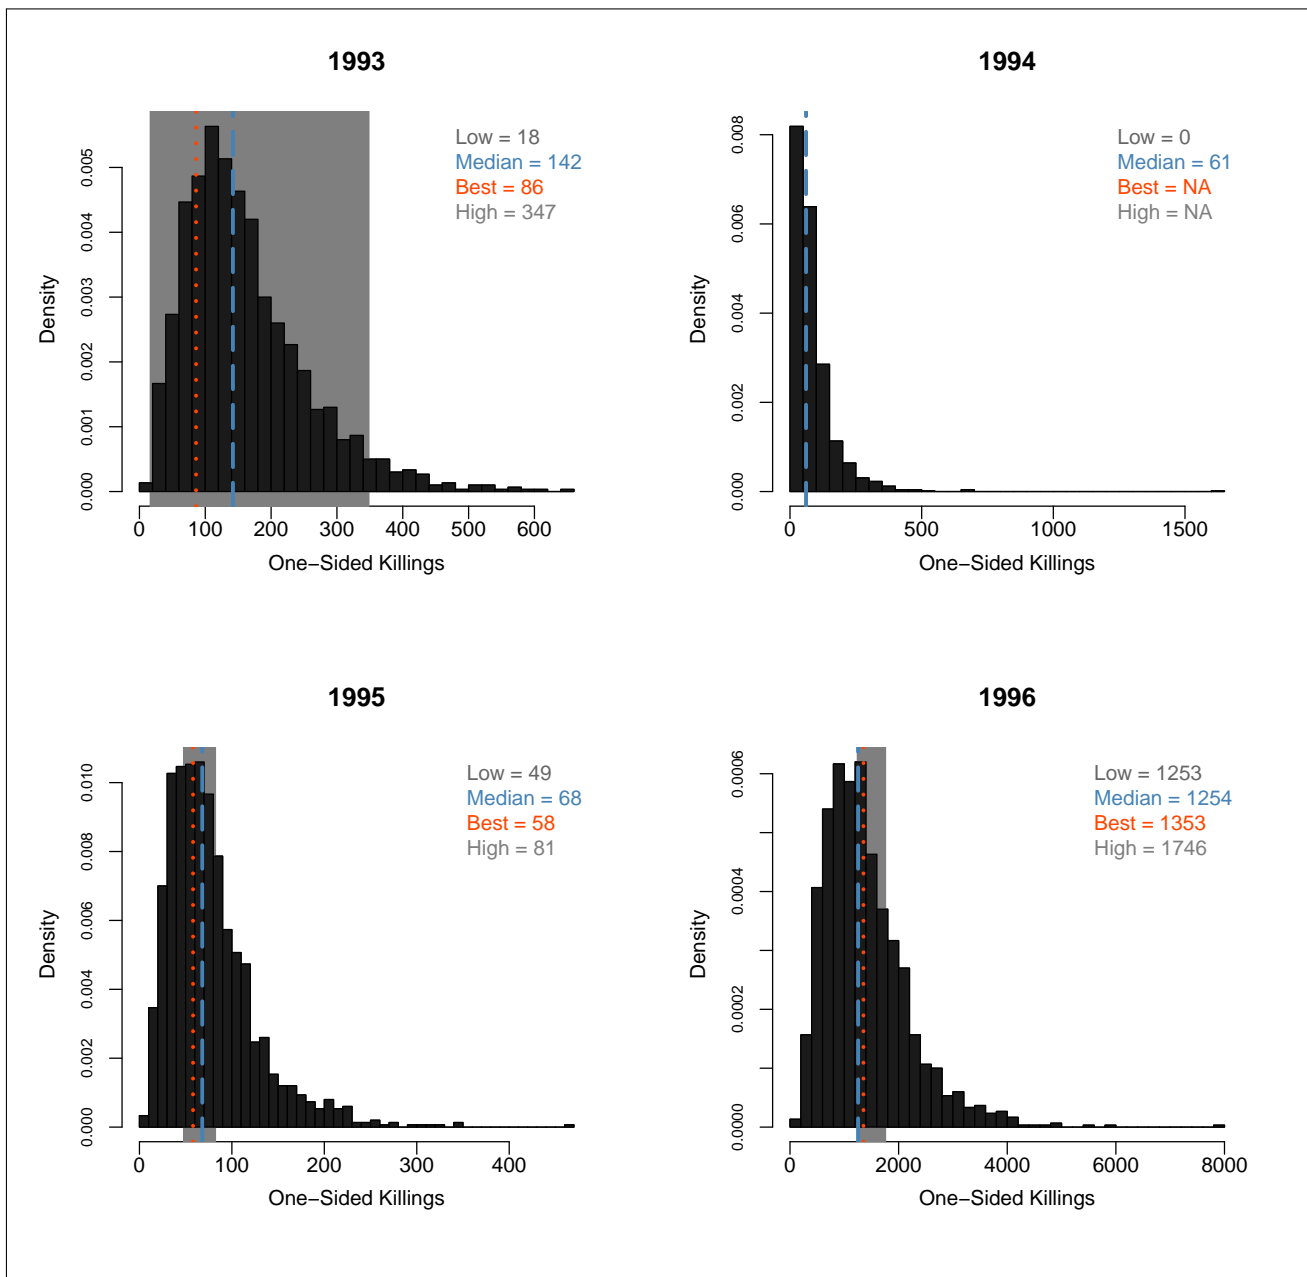 1993
Low = 18
Median = 142
Best = 86
High = 347
Density
0.000
0.001
0.002
0.003
0.004
0.005
0 100 200 300 400 500 600
One−Sided Killings
1994
Low = 0
Median = 61
Best = NA
High = NA
Density
0.000
0.002
0.004
0.006
0.008
0 500 1000 1500
One−Sided Killings
1995
Low = 49
Median = 68
Best = 58
High = 81
Density
0.000
0.002
0.004
0.006
0.008
0.010
0 100 200 300 400
One−Sided Killings
1996
Low = 1253
Median = 1254
Best = 1353
High = 1746
Density
0.0000
0.0002
0.0004
0.0006
0 2000 4000 6000 8000
One−Sided Killings